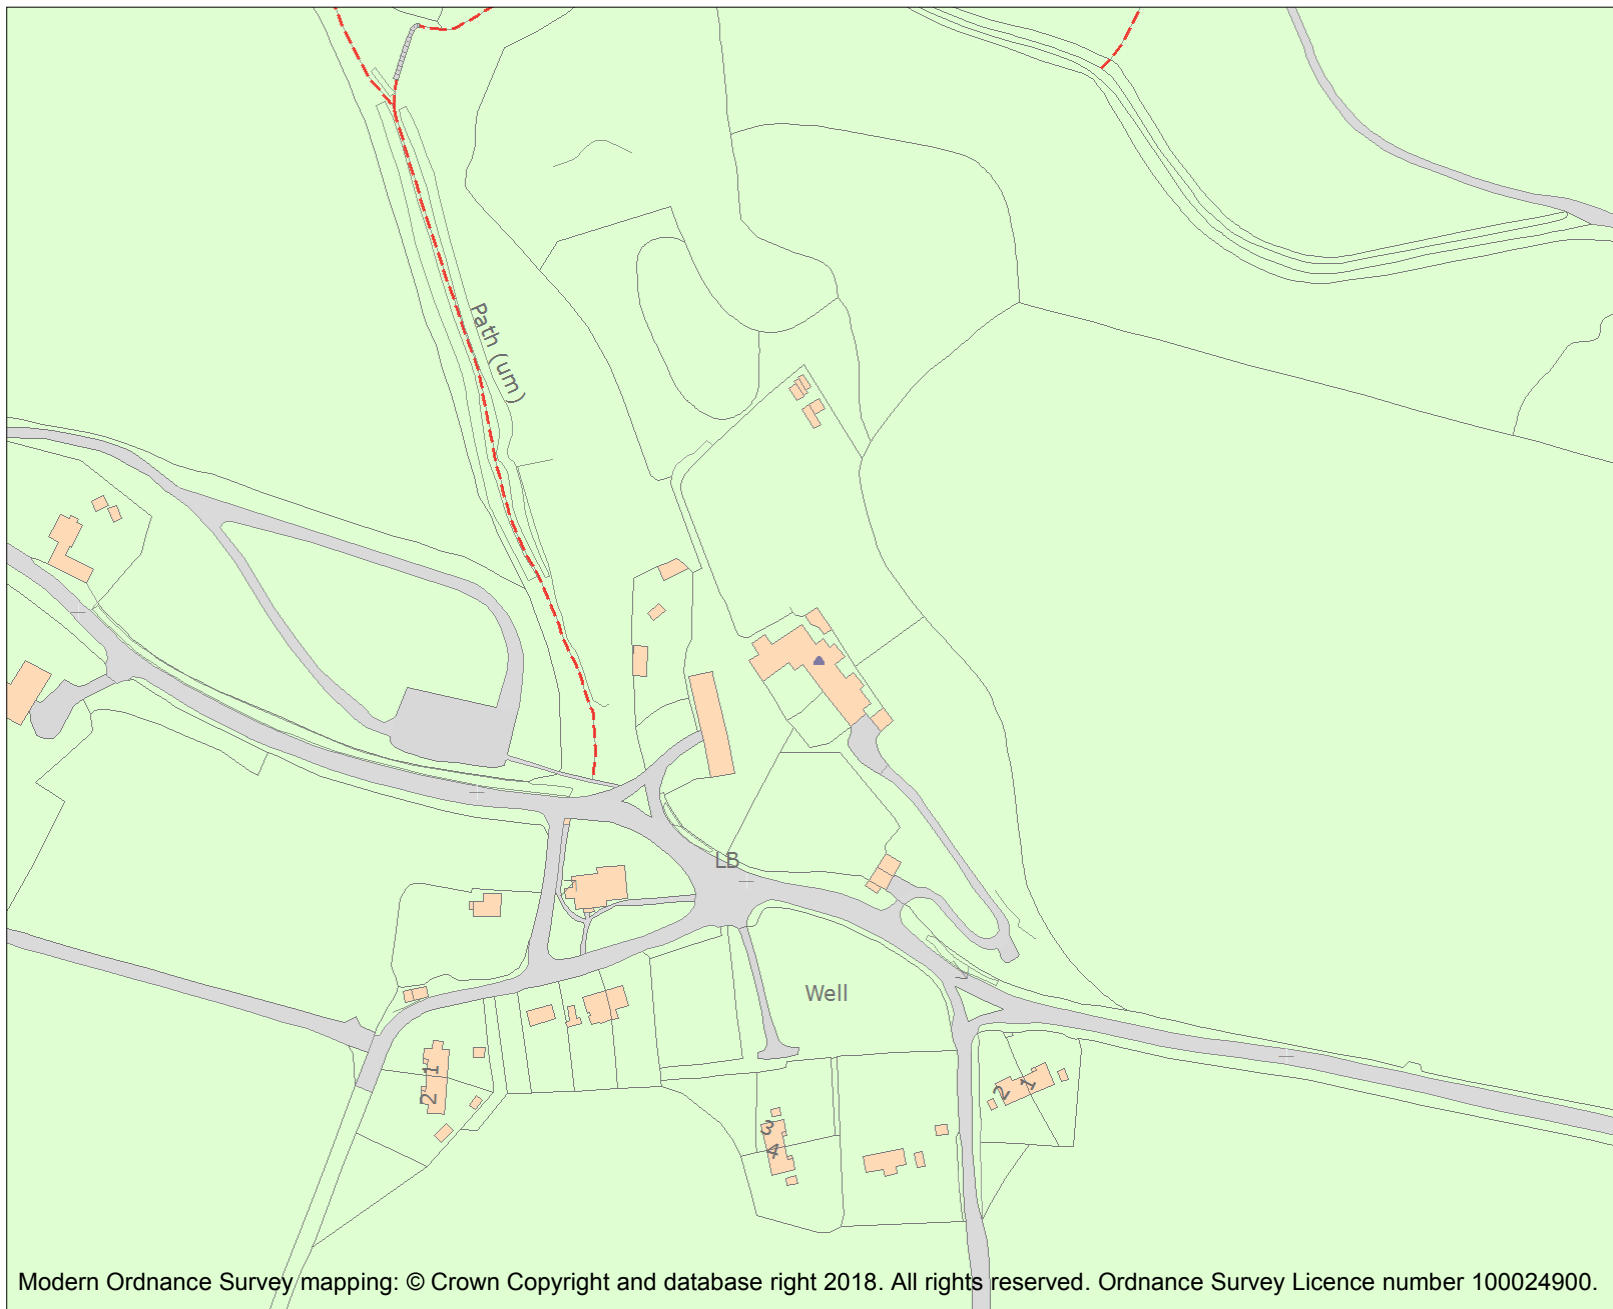 Path (um)
LB
Well
1
2
3
4
2
1
Modern Ordnance Survey mapping: © Crown Copyright and database right 2018. All rights reserved. Ordnance Survey Licence number 100024900.